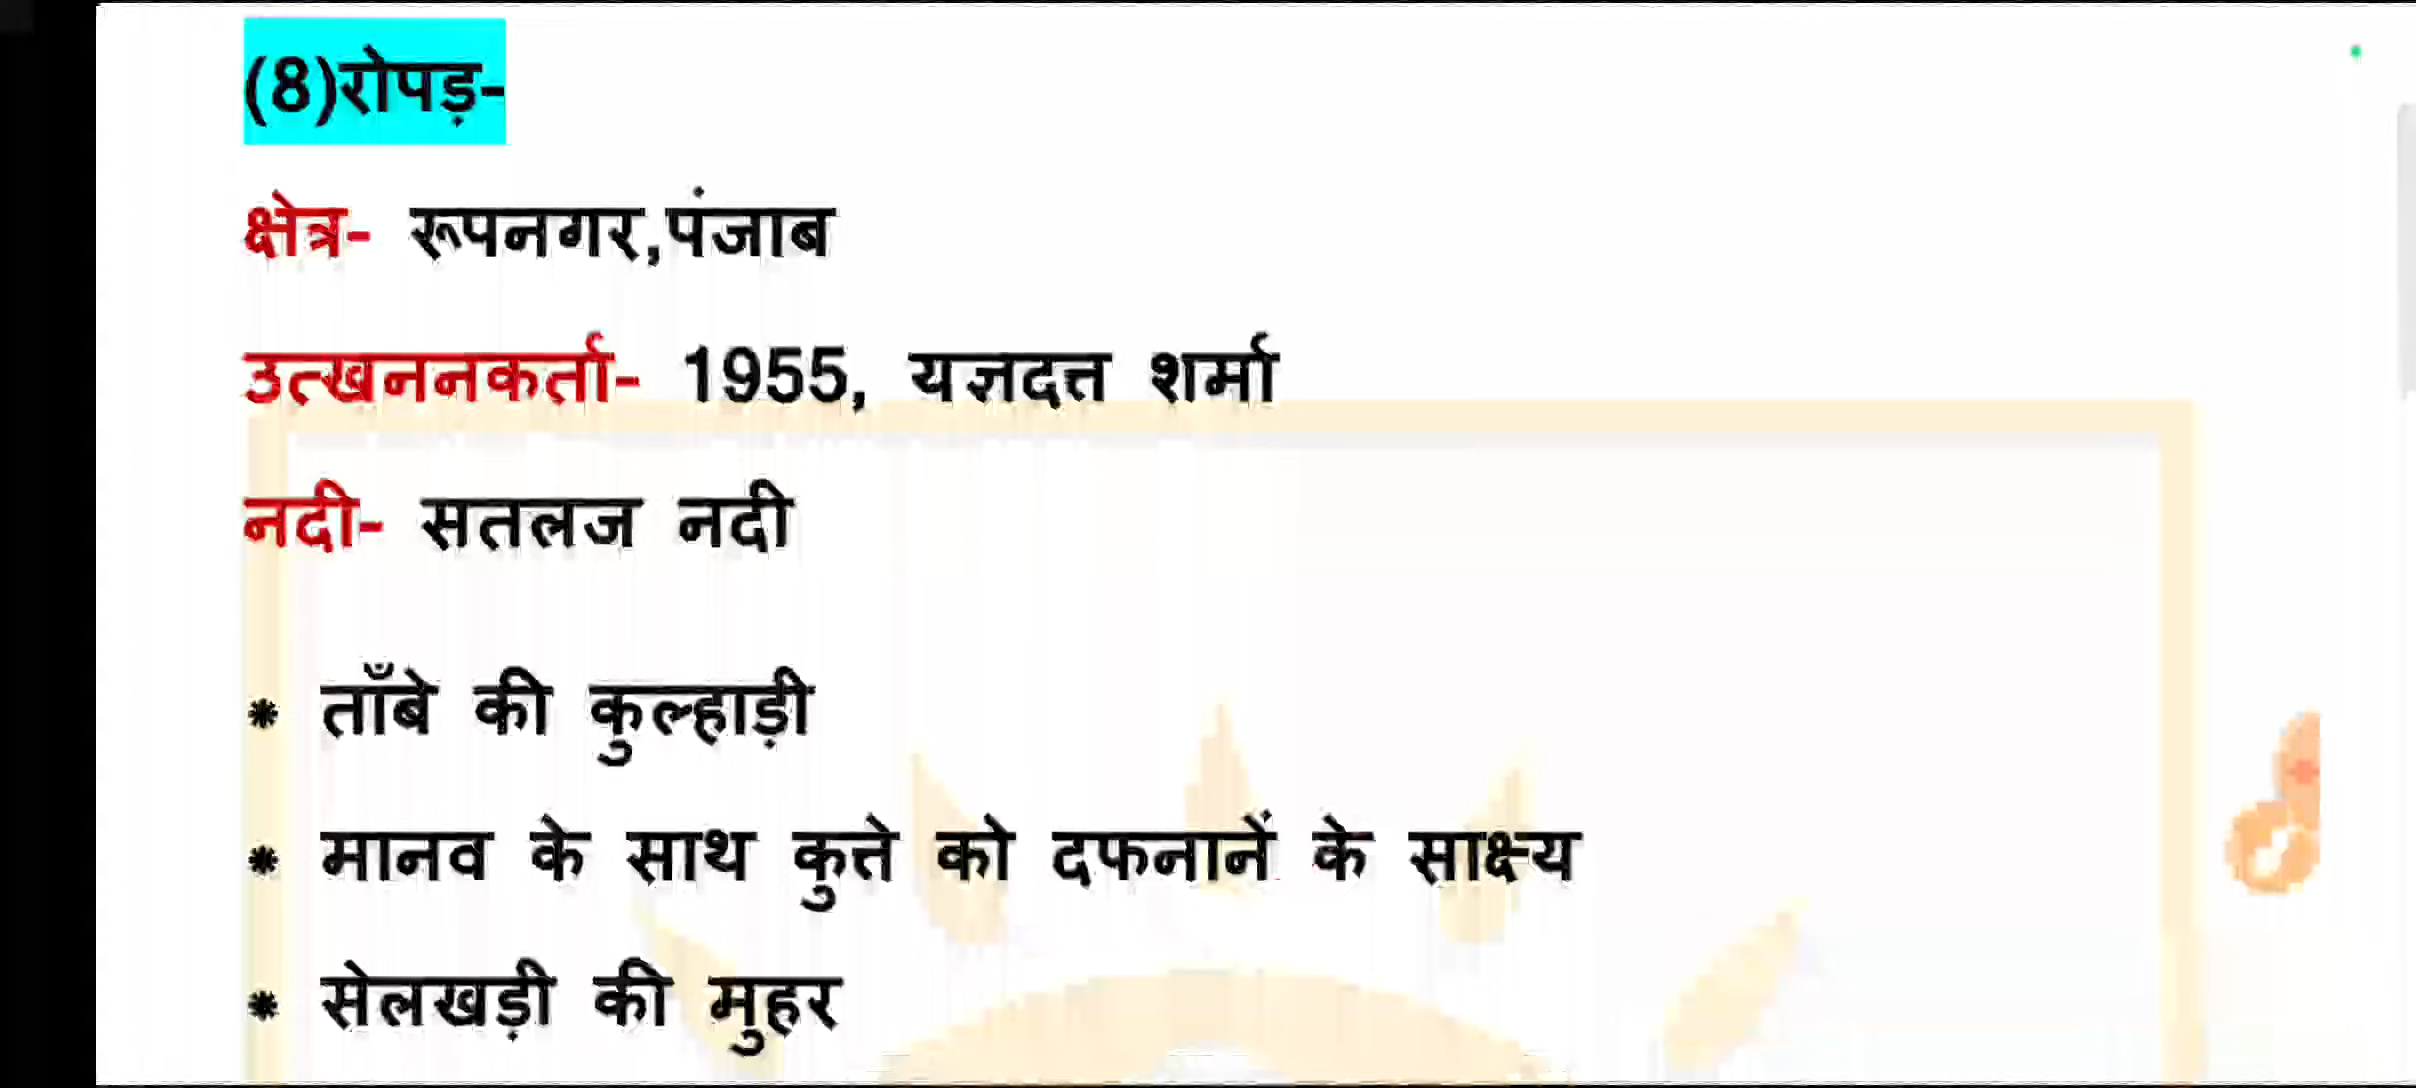 (8)रोपड़-
क्षेत्र- रूपनगर,पंजाब
उत्खननकर्ता- 1955, यज्ञदत्त शर्मा
नदी- सतलज नदी
* ताँबे की कुल्हाड़ी
* मानव के साथ कुत्ते को दफनानें के साक्ष्य
* सेलखड़ी की मुहर